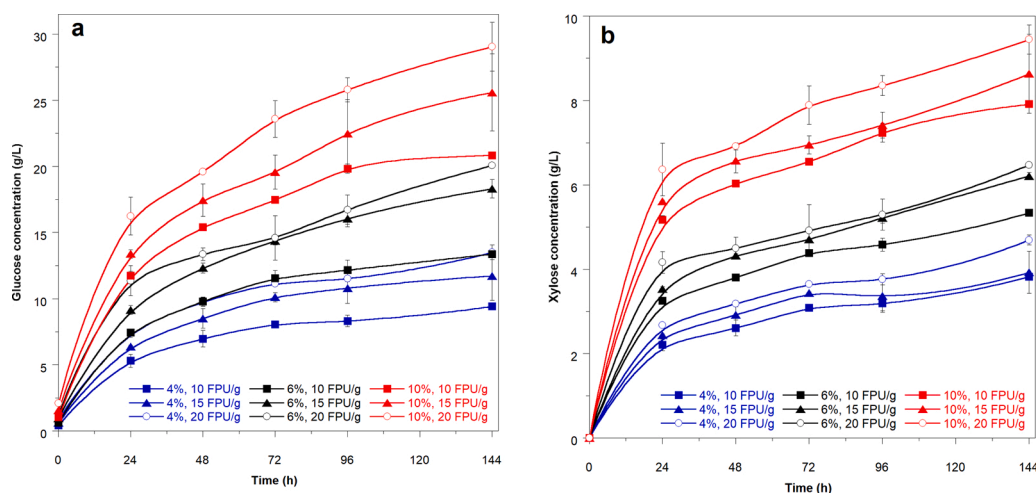 a
Glucose concentration (g/L)
30
25
20
15
10
5
0
4%, 10 FPU/g 6%, 10 FPU/g 10%, 10 FPU/g
4%, 15 FPU/g 6%, 15 FPU/g 10%, 15 FPU/g
4%, 20 FPU/g 6%, 20 FPU/g 10%, 20 FPU/g
0 24 48 72 96 120 144
Time (h)
b
Xylose concentration (g/L)
10
8
6
4
2
0
4%, 10 FPU/g 6%, 10 FPU/g 10%, 10 FPU/g
4%, 15 FPU/g 6%, 15 FPU/g 10%, 15 FPU/g
4%, 20 FPU/g 6%, 20 FPU/g 10%, 20 FPU/g
0 24 48 72 96 120 144
Time (h)